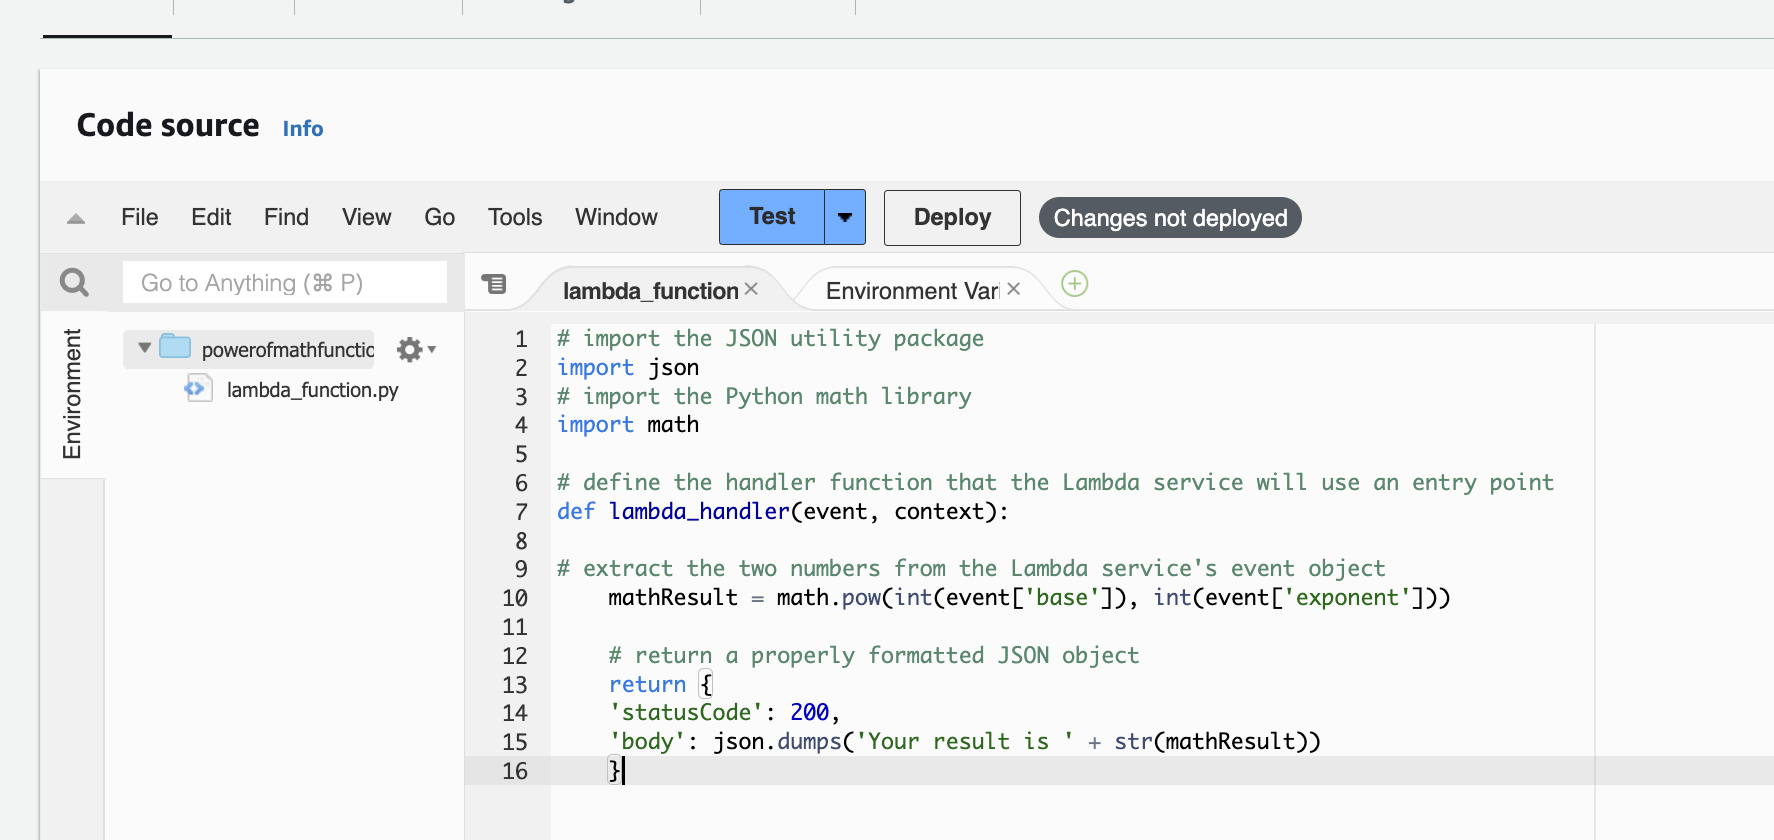 Code source Info
File Edit Find View Go Tools Window Test Deploy Changes not deployed
Go to Anything (⌘ P)
lambda_function
Environment Vari
Environment
powerofmathfunctio
lambda_function.py
1 # import the JSON utility package
2 import json
3 # import the Python math library
4 import math
5
6 # define the handler function that the Lambda service will use an entry point
7 def lambda_handler(event, context):
8
9 # extract the two numbers from the Lambda service's event object
10 mathResult = math.pow(int(event['base']), int(event['exponent']))
11
12 # return a properly formatted JSON object
13 return {
14 'statusCode': 200,
15 'body': json.dumps('Your result is ' + str(mathResult))
16 }